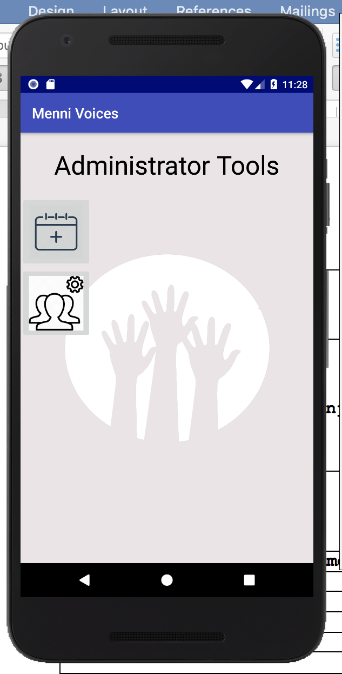 Design Layout References Mailings
11:28
Menni Voices
Administrator Tools